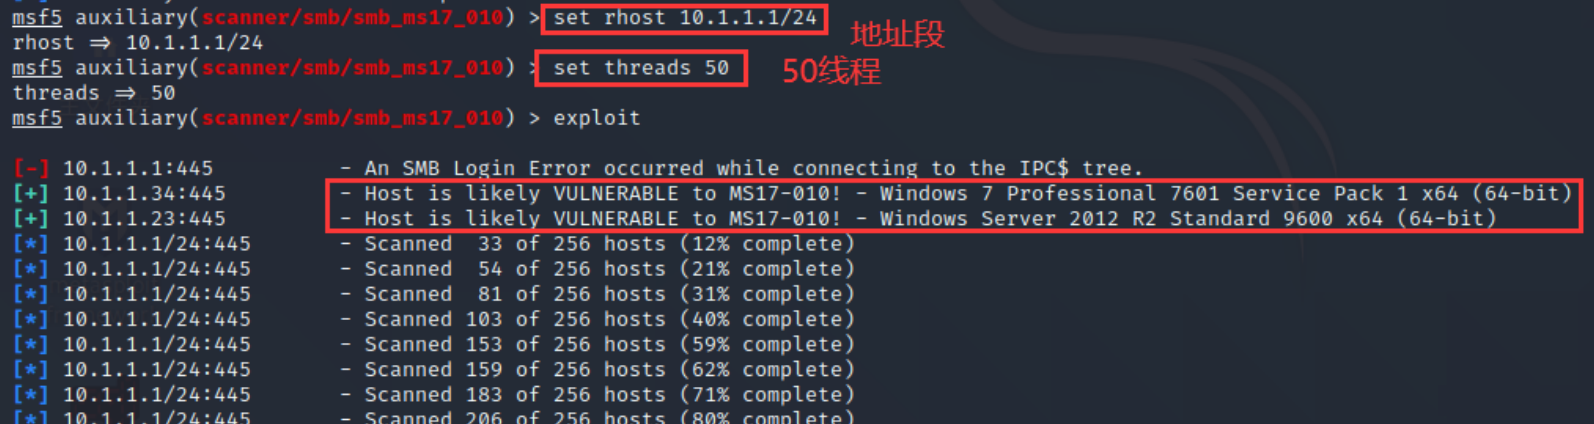 msf5 auxiliary(scanner/smb/smb_ms17_010) > set rhost 10.1.1.1/24
地址段
rhost ⇒ 10.1.1.1/24
msf5 auxiliary(scanner/smb/smb_ms17_010) > set threads 50
50线程
threads ⇒ 50
msf5 auxiliary(scanner/smb/smb_ms17_010) > exploit
[-] 10.1.1.1:445 - An SMB Login Error occurred while connecting to the IPC$ tree.
[+] 10.1.1.34:445 - Host is likely VULNERABLE to MS17-010! - Windows 7 Professional 7601 Service Pack 1 x64 (64-bit)
[+] 10.1.1.23:445 - Host is likely VULNERABLE to MS17-010! - Windows Server 2012 R2 Standard 9600 x64 (64-bit)
[*] 10.1.1.1/24:445 - Scanned 33 of 256 hosts (12% complete)
[*] 10.1.1.1/24:445 - Scanned 54 of 256 hosts (21% complete)
[*] 10.1.1.1/24:445 - Scanned 81 of 256 hosts (31% complete)
[*] 10.1.1.1/24:445 - Scanned 103 of 256 hosts (40% complete)
[*] 10.1.1.1/24:445 - Scanned 153 of 256 hosts (59% complete)
[*] 10.1.1.1/24:445 - Scanned 159 of 256 hosts (62% complete)
[*] 10.1.1.1/24:445 - Scanned 183 of 256 hosts (71% complete)
[*] 10.1.1.1/24:445 - Scanned 206 of 256 hosts (80% complete)